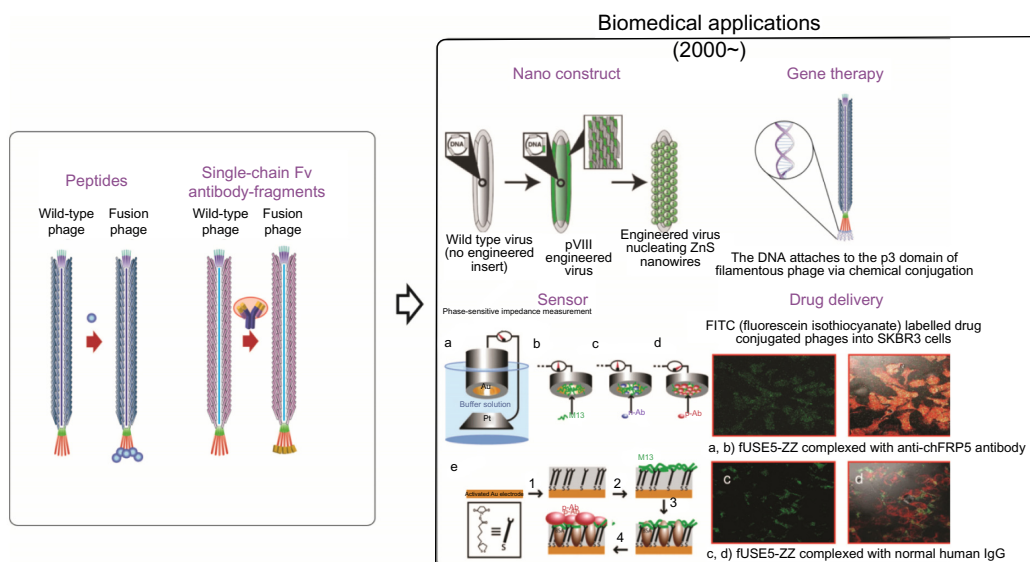 Biomedical applications
(2000~)
Peptides
Wild-type
phage
Fusion
phage
Single-chain Fv
antibody-fragments
Wild-type
phage
Fusion
phage
Nano construct
DNA
DNA
Wild type virus
(no engineered
insert)
pVIII
engineered
virus
Engineered virus
nucleating ZnS
nanowires
Gene therapy
The DNA attaches to the p3 domain of
filamentous phage via chemical conjugation
Sensor
Phase-sensitive impedance measurement
a
Au
Buffer solution
Pt
b
M13
c
n-Ab
d
p-Ab
e
Activated Au electrode
S
1
2
M13
3
4
p-Ab
Drug delivery
FITC (fluorescein isothiocyanate) labelled drug
conjugated phages into SKBR3 cells
a, b) fUSE5-ZZ complexed with anti-chFRP5 antibody
c
d
c, d) fUSE5-ZZ complexed with normal human IgG